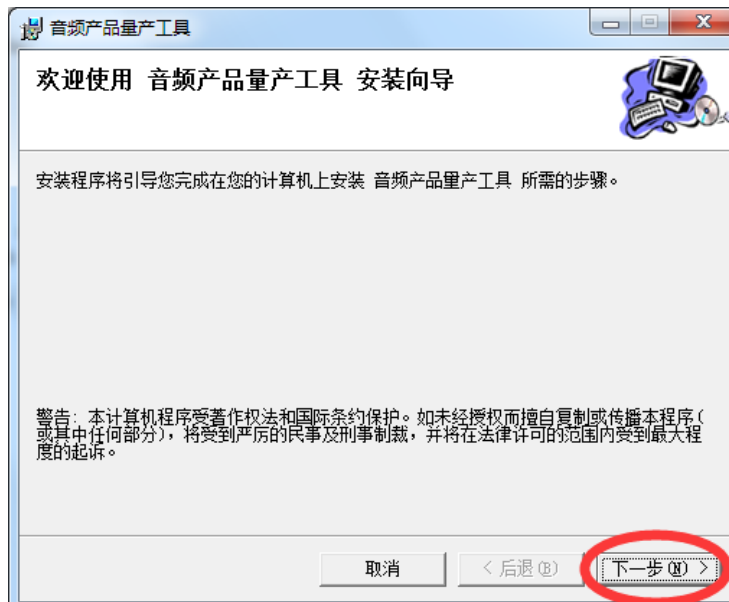 音频产品量产工具
欢迎使用 音频产品量产工具 安装向导
安装程序将引导您完成在您的计算机上安装 音频产品量产工具 所需的步骤。
警告: 本计算机程序受著作权法和国际条约保护。如未经授权而擅自复制或传播本程序(
或其中任何部分)，将受到严厉的民事及刑事制裁，并将在法律许可的范围内受到最大程
度的起诉。
取消
< 后退(B)
下一步(N) >